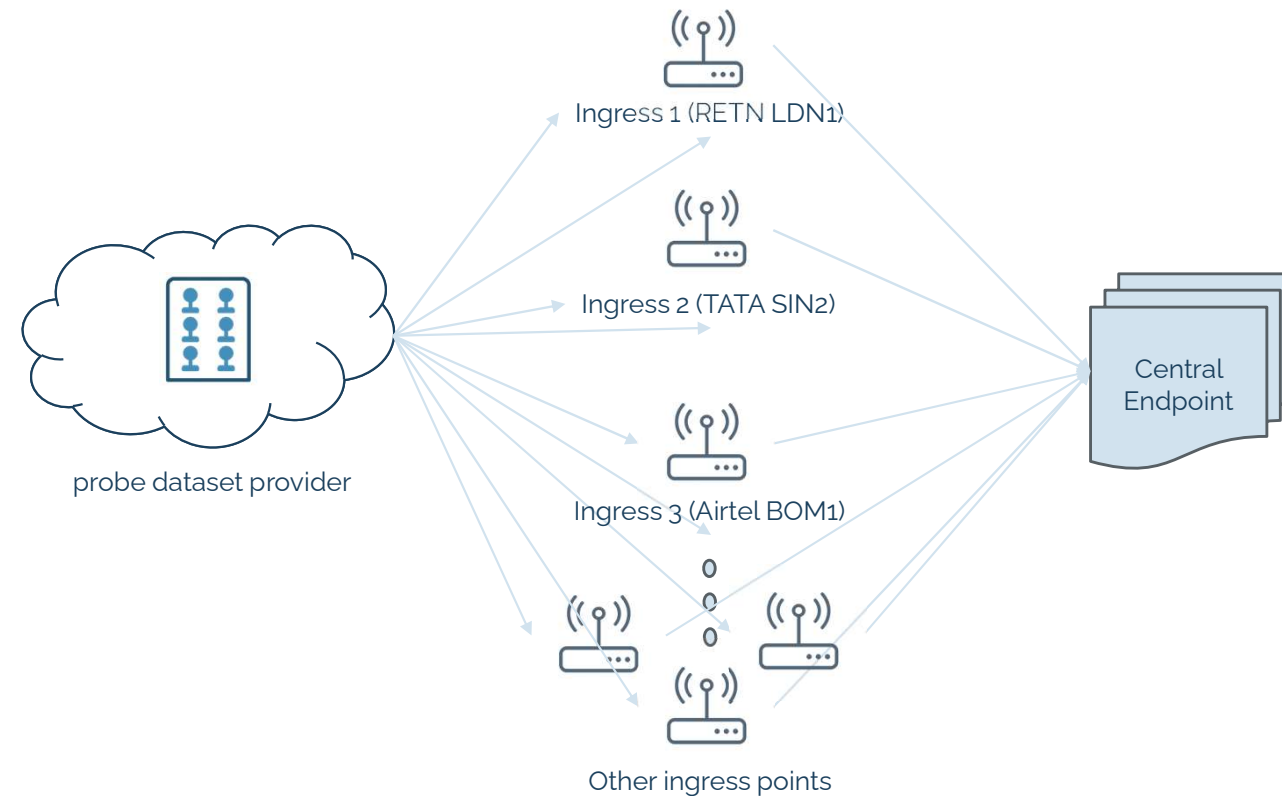 Ingress 1 (RETN LDN1)
Ingress 2 (TATA SIN2)
Central
Endpoint
probe dataset provider
Ingress 3 (Airtel BOM1)
Other ingress points